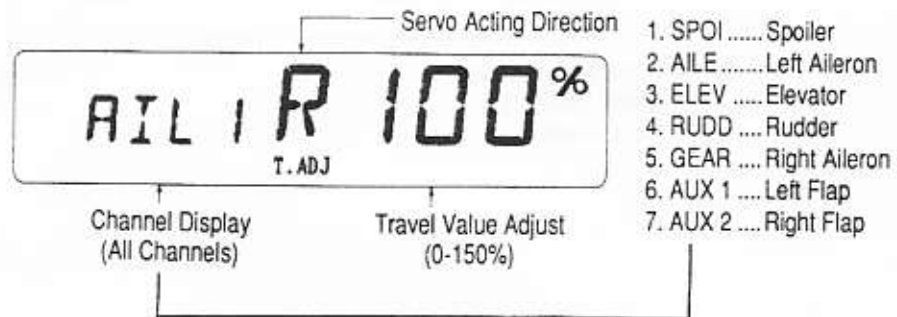 Servo Acting Direction
AIL 1 R 100%
T.ADJ
Channel Display
(All Channels)
Travel Value Adjust
(0-150%)
1. SPOI ...... Spoiler
2. AILE ....... Left Aileron
3. ELEV ..... Elevator
4. RUDD .... Rudder
5. GEAR .... Right Aileron
6. AUX 1 .... Left Flap
7. AUX 2 .... Right Flap